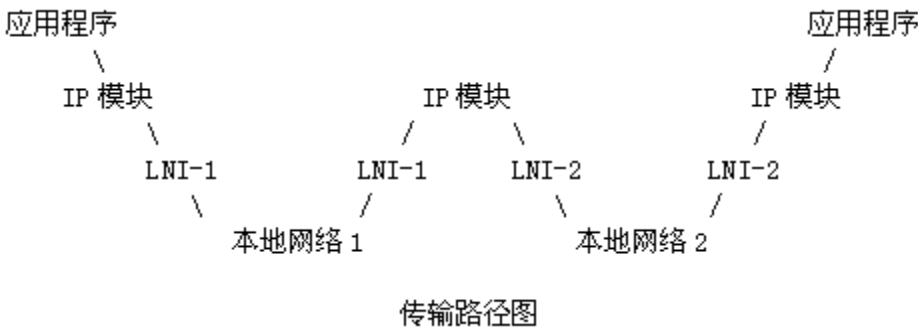 应用程序 应用程序
\ /
IP 模块 IP 模块 IP 模块
\ / \ /
LNI-1 LNI-1 LNI-2 LNI-2
\ / \ /
本地网络 1 本地网络 2
传输路径图